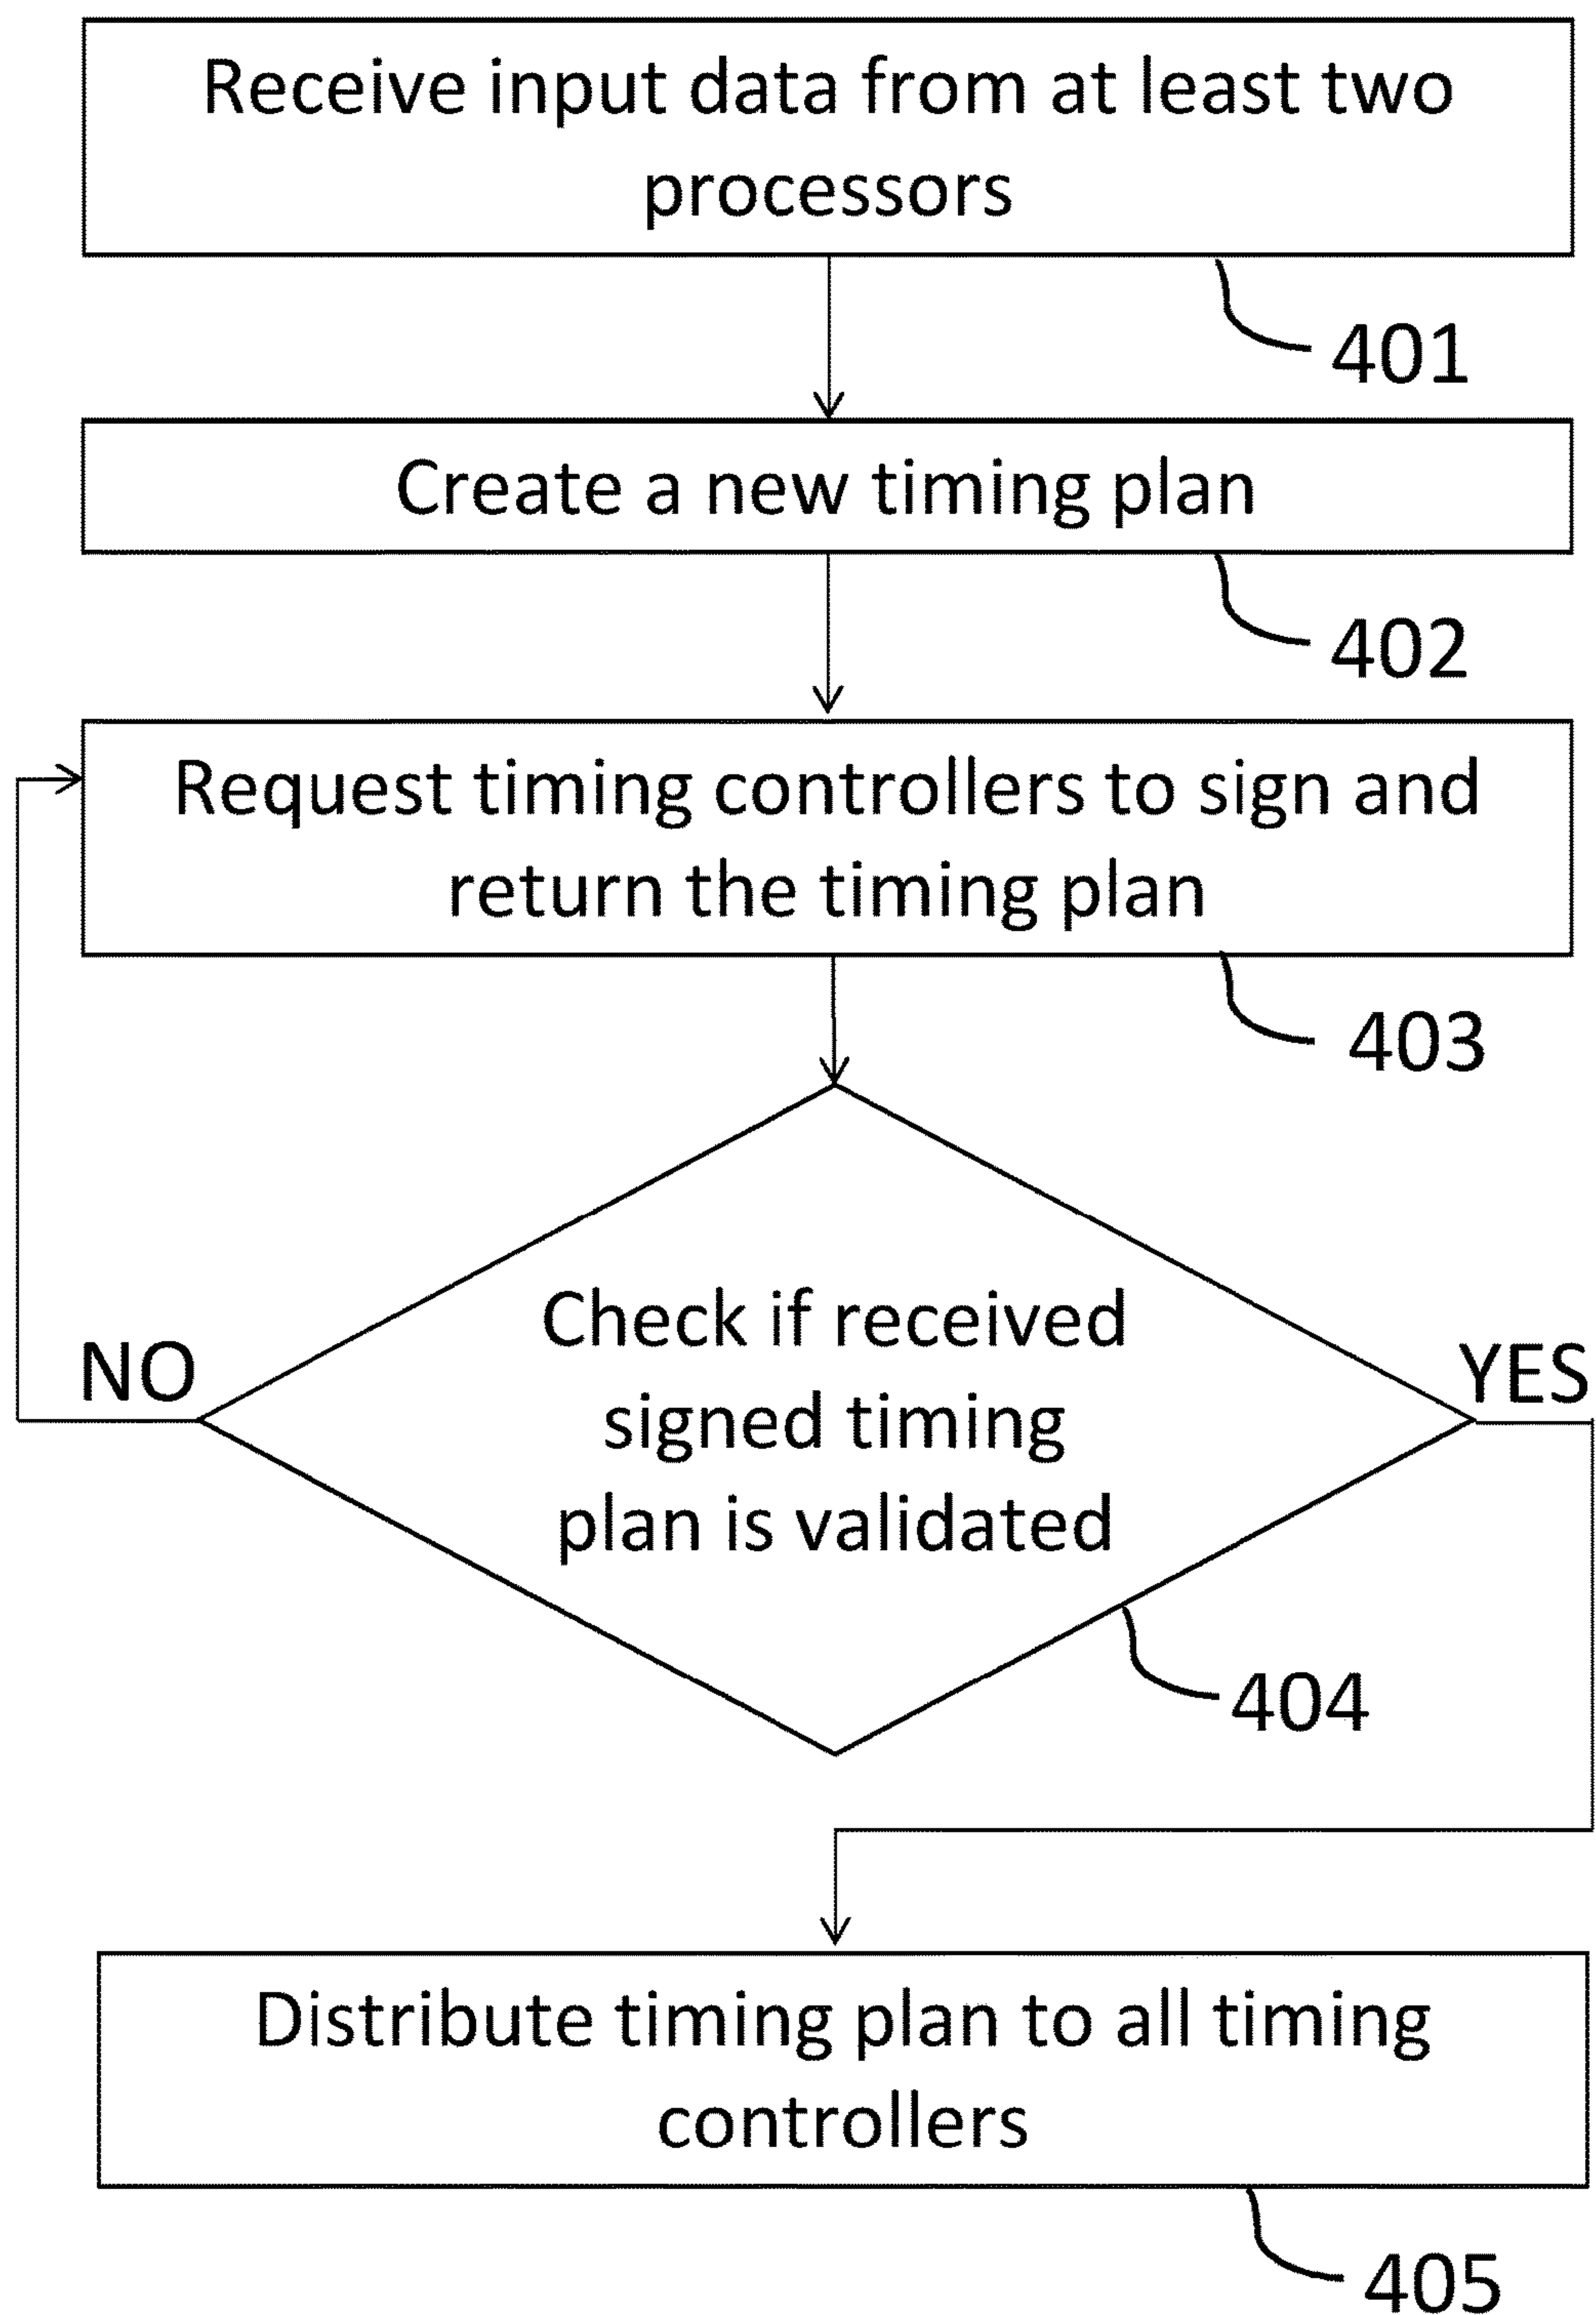 Receive input data from at least two
processors
401
Create a new timing plan
402
Request timing controllers to sign and
return the timing plan
403
Check if received
signed timing
plan is validated
NO
YES
404
Distribute timing plan to all timing
controllers
405